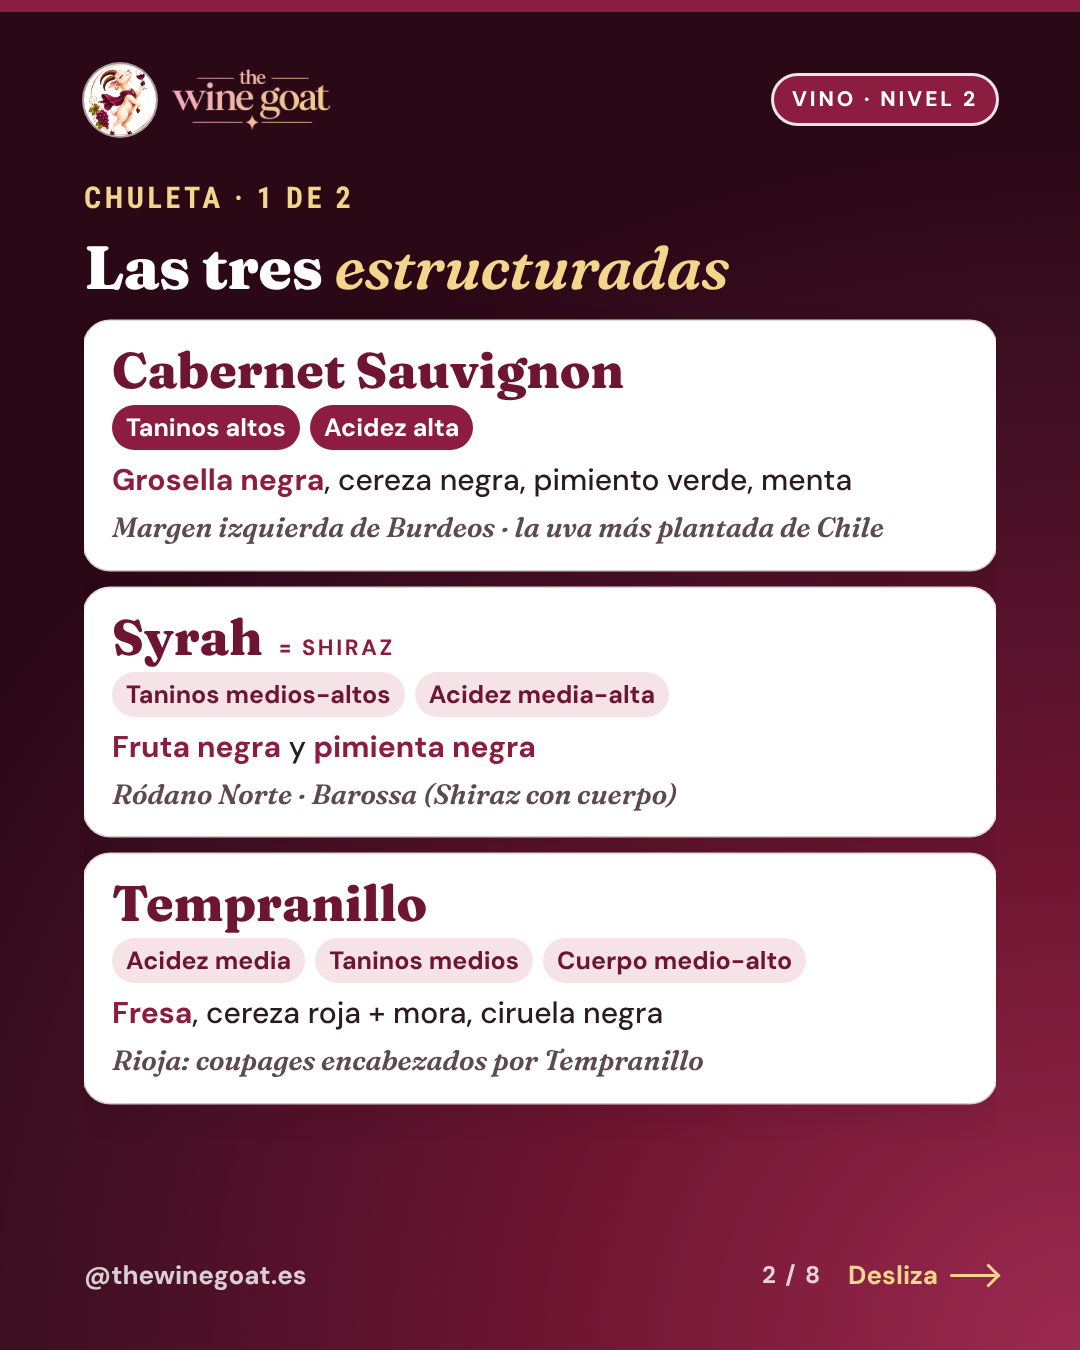 the
wine goat
VINO · NIVEL 2
CHULETA · 1 DE 2
Las tres estructuradas
Cabernet Sauvignon
Taninos altos Acidez alta
Grosella negra, cereza negra, pimiento verde, menta
Margen izquierda de Burdeos · la uva más plantada de Chile
Syrah = SHIRAZ
Taninos medios-altos Acidez media-alta
Fruta negra y pimienta negra
Ródano Norte · Barossa (Shiraz con cuerpo)
Tempranillo
Acidez media Taninos medios Cuerpo medio-alto
Fresa, cereza roja + mora, ciruela negra
Rioja: coupages encabezados por Tempranillo
@thewinegoat.es 2 / 8 Desliza